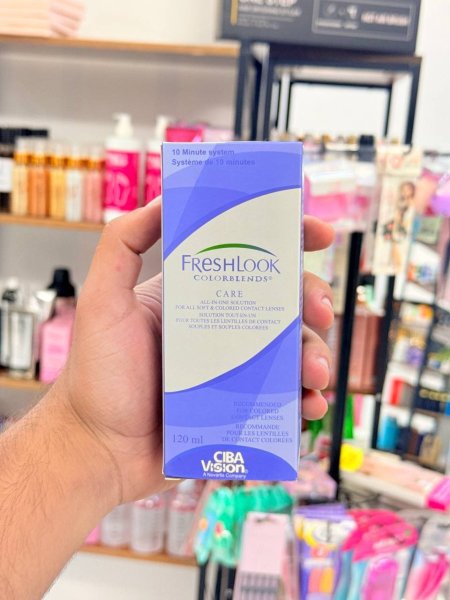 10 Minute system
Système de 10 minutes
FRESHLOOK
COLORBLENDS®
CARE
ALL-IN-ONE SOLUTION
FOR ALL SOFT & COLORED CONTACT LENSES
SOLUTION TOUT-EN-UN
POUR TOUTES LES LENTILLES DE CONTACT
SOUPLES ET SOUPLES COLORÉES
RECOMMENDED
FOR COLORED
CONTACT LENSES
RECOMMANDÉ
POUR LES LENTILLES
DE CONTACT COLORÉES
120 ml
CIBA
VISION®
A Novartis Company